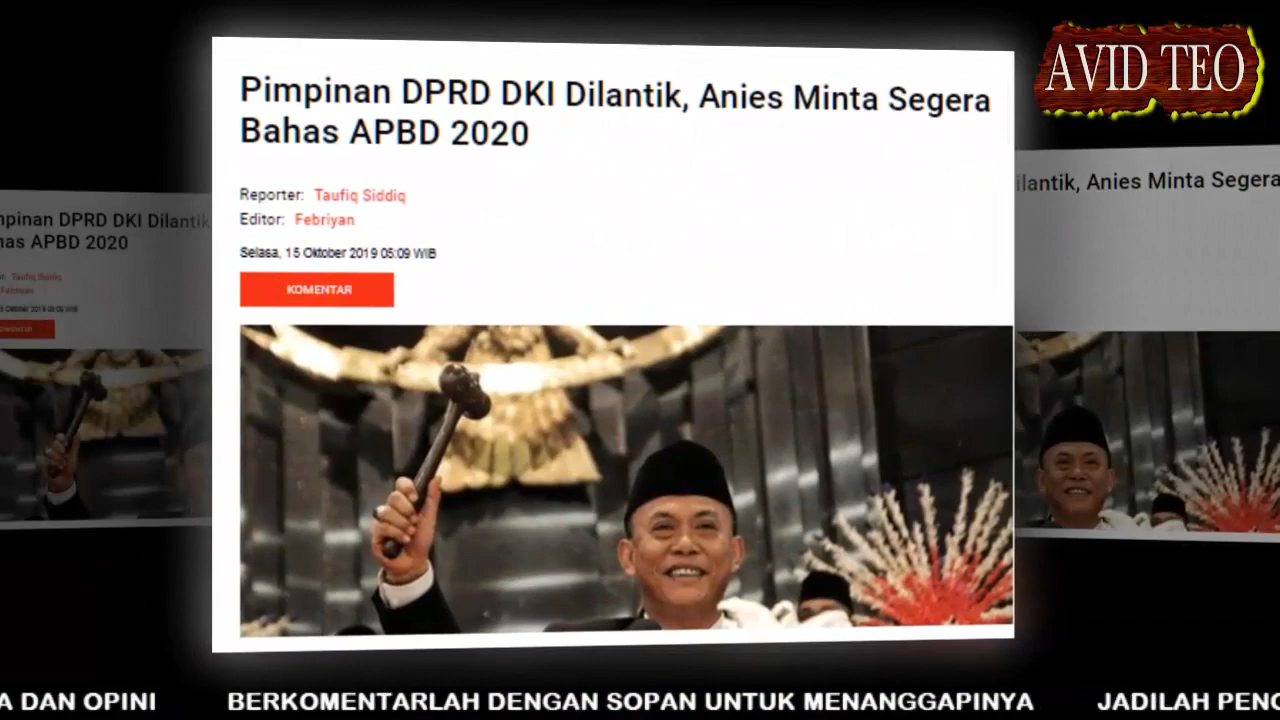 AVID TEO
Pimpinan DPRD DKI Dilantik, Anies Minta Segera
Bahas APBD 2020
Reporter: Taufiq Siddiq
Editor: Febriyan
Selasa, 15 Oktober 2019 05:09 WIB
KOMENTAR
npinan DPRD DKI Dilantik
has APBD 2020
ilantik, Anies Minta Segera
A DAN OPINI BERKOMENTARLAH DENGAN SOPAN UNTUK MENANGGAPINYA JADILAH PENG